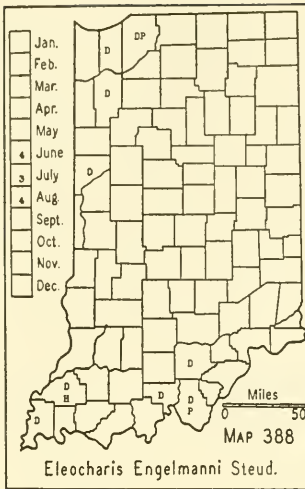 Jan.
Feb.
Mar.
Apr.
May
4 June
3 July
4 Aug.
Sept.
Oct.
Nov.
Dec.
D DP
D
D
D
D
H
D
D
D
P
Miles
0 50
MAP 388
Eleocharis Engelmanni Steud.